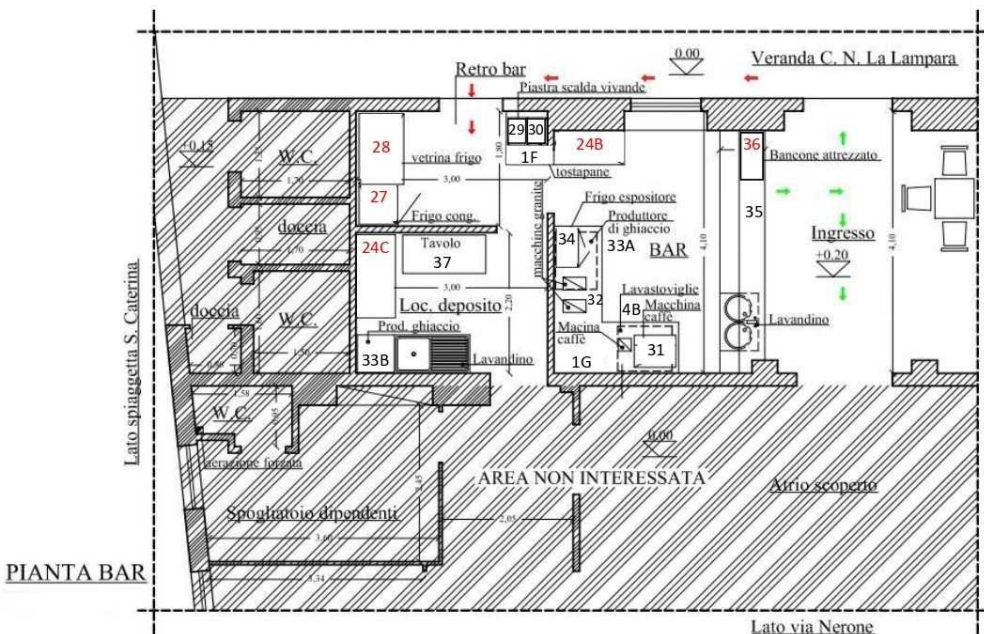 0.00
Veranda C. N. La Lampara
Retro bar
Piastra scalda vivande
29 30
28
24B
36
+0.15
W.C.
vetrina frigo
1,80
1F
tostapane
Bancone attrezzato
1,70
3,00
27
Frigo cong.
macchine granite
Frigo espositore
Produttore
di ghiaccio
33A
35
doccia
1,70
24C
Tavolo
37
34
BAR
4,10
Ingresso
+0.20
4,10
3,00
Loc. deposito
2,20
32
Lavastoviglie
4B
Macchina
caffè
doccia
W.C.
Prod. ghiaccio
Macina
caffè
31
Lavandino
33B
Lavandino
1G
1,50
1,58
W.C.
0,95
aerazione forzata
Lato spiaggetta S. Caterina
0.00
AREA NON INTERESSATA
Atrio scoperto
Spogliatoio dipendenti
2,05
3,60
3,34
PIANTA BAR
Lato via Nerone